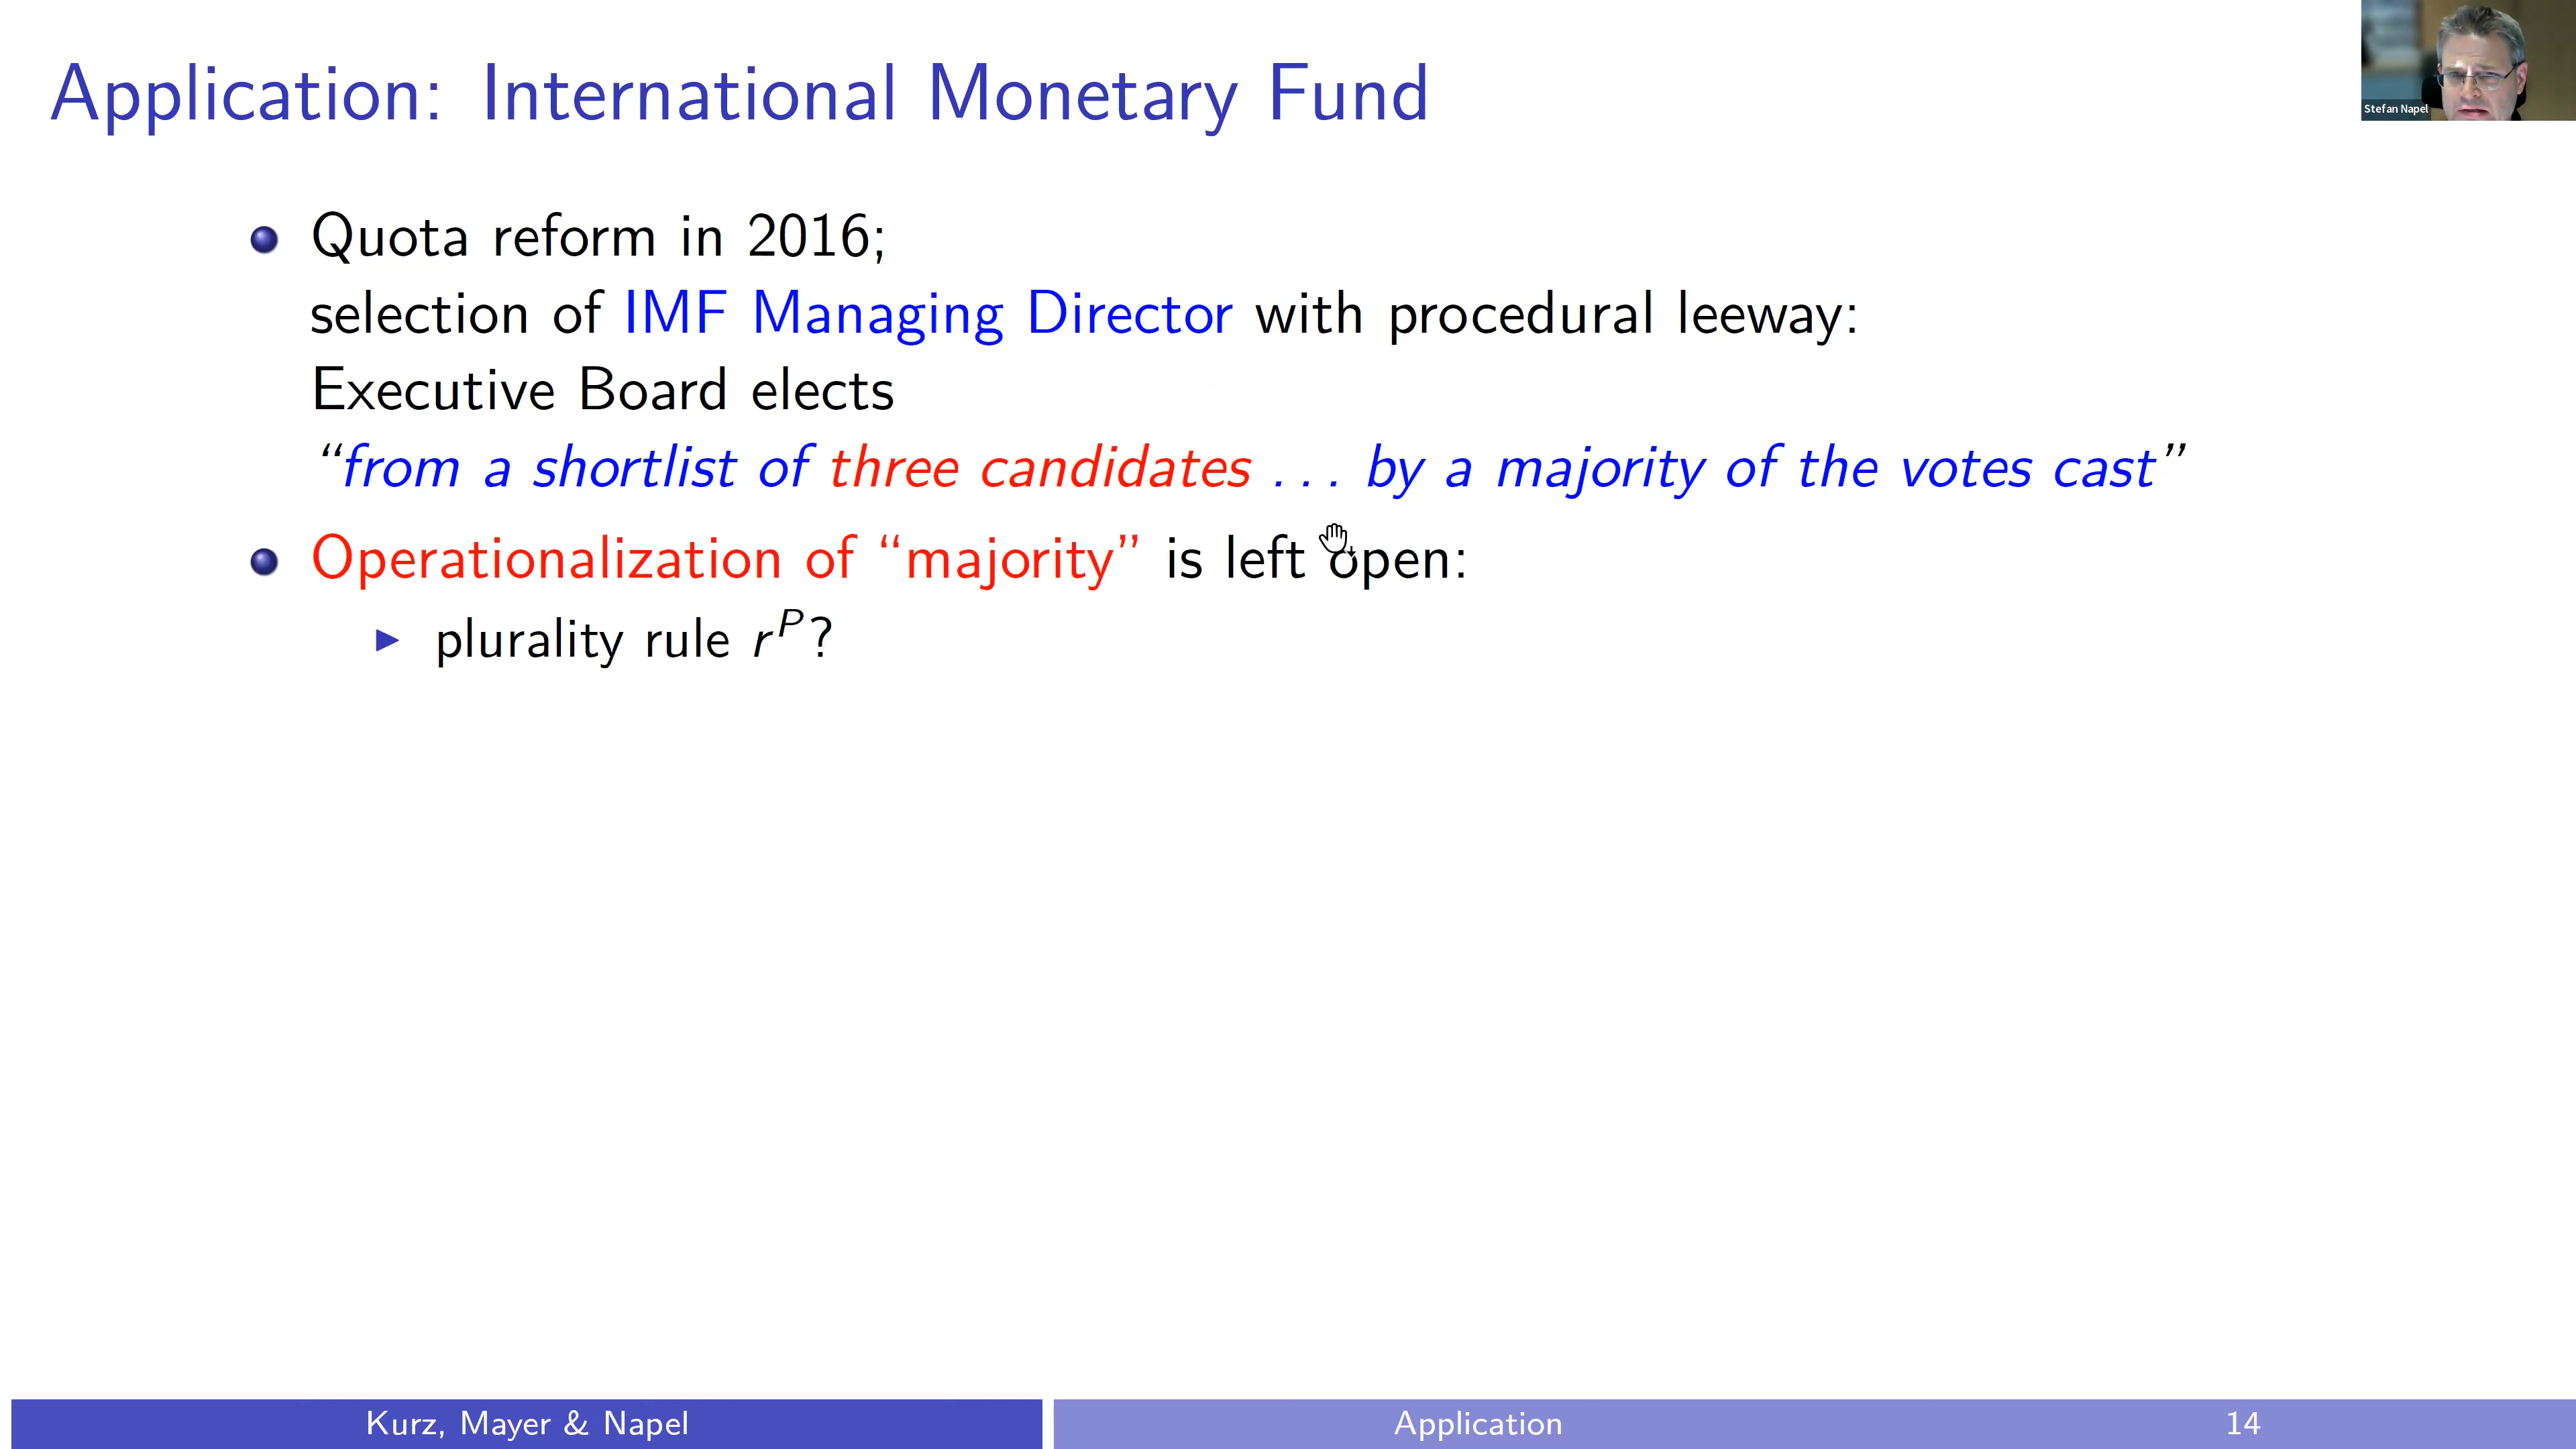 Application: International Monetary Fund
Stefan Napel
Quota reform in 2016;
selection of IMF Managing Director with procedural leeway:
Executive Board elects
“from a shortlist of three candidates . . . by a majority of the votes cast”
Operationalization of “majority” is left open:
plurality rule r^P?
Kurz, Mayer & Napel
Application
14